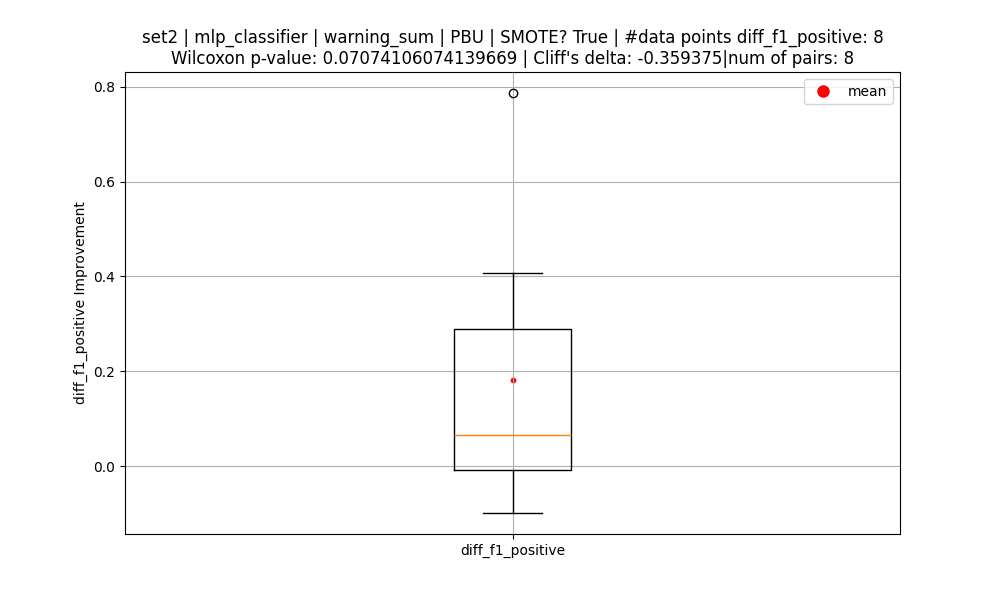 set2 | mlp_classifier | warning_sum | PBU | SMOTE? True | #data points diff_f1_positive: 8
Wilcoxon p-value: 0.07074106074139669 | Cliff's delta: -0.359375|num of pairs: 8
mean
0.8
0.6
0.4
0.2
0.0
diff_f1_positive Improvement
diff_f1_positive